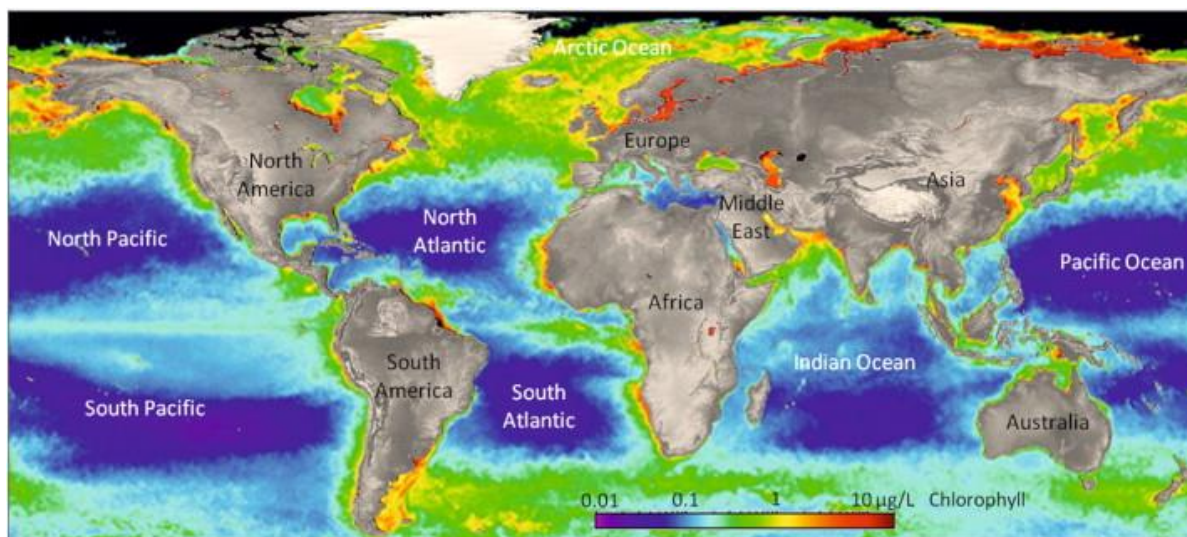 Arctic Ocean
Europe
North
America
Asia
Middle
East
North Pacific
North
Atlantic
Pacific Ocean
Africa
South
America
Indian Ocean
South Pacific
South
Atlantic
Australia
0.01 0.1 1 10 µg/L Chlorophyll